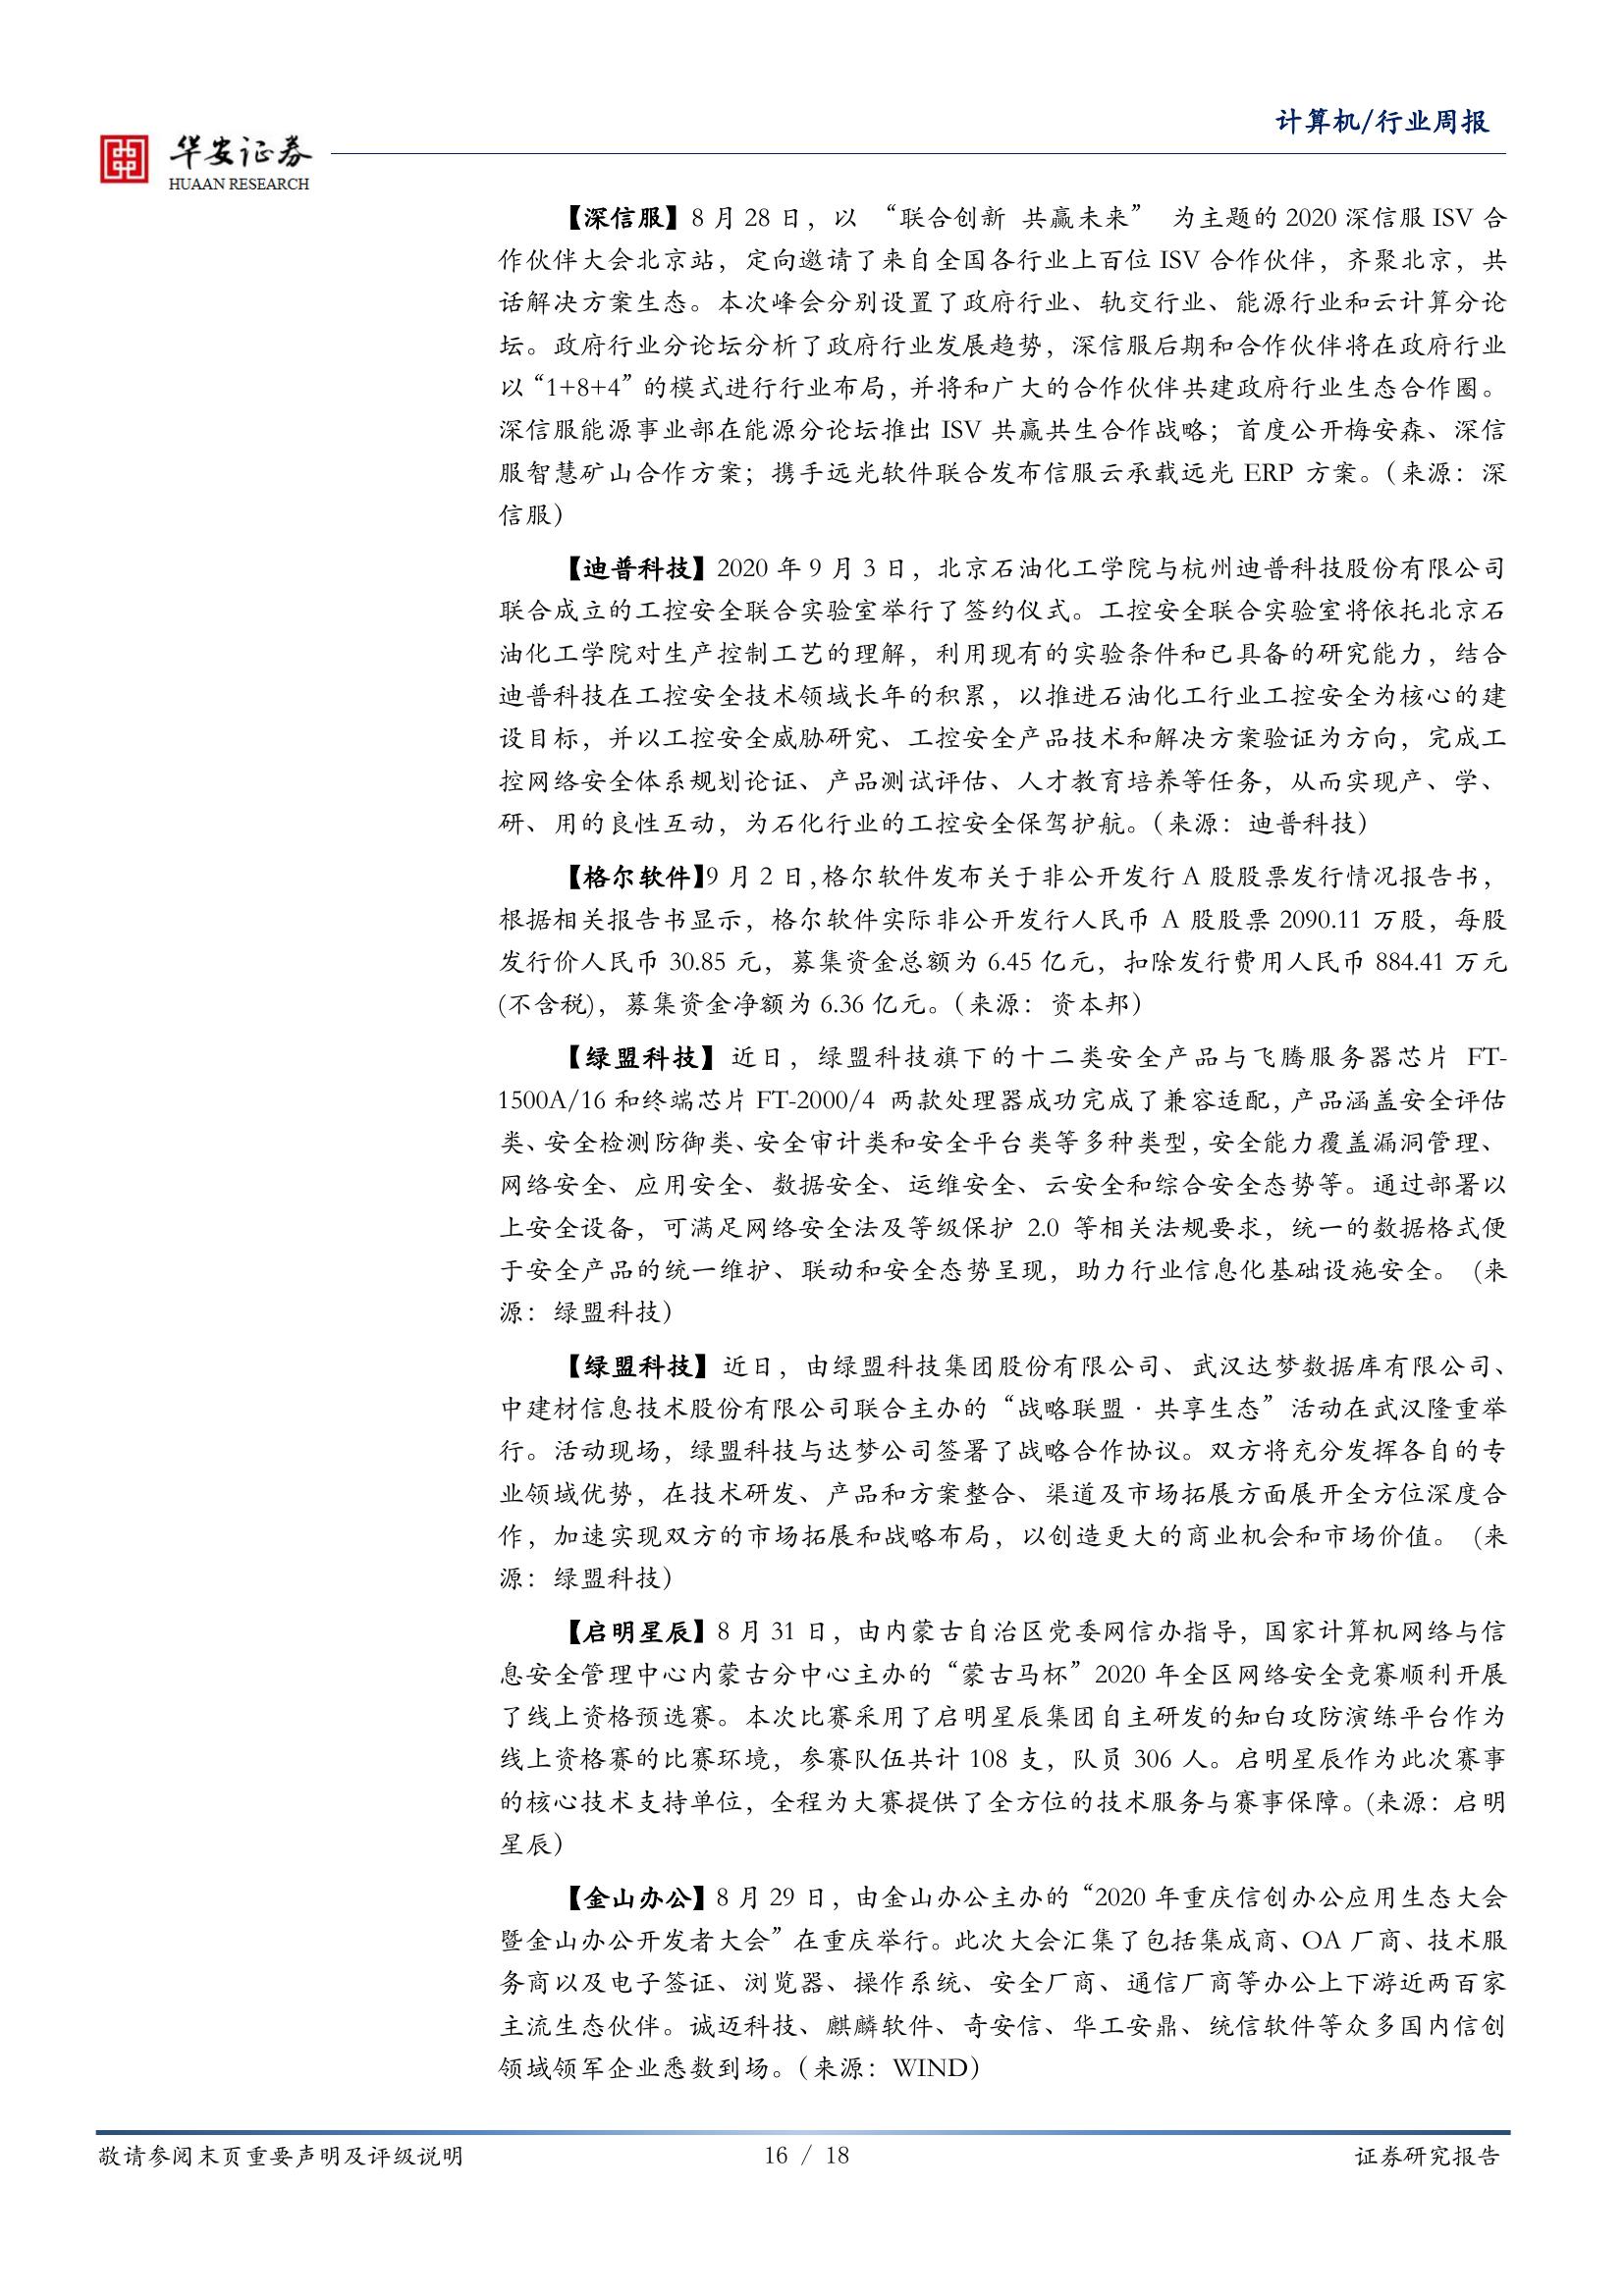 计算机/行业周报
华安证券
HUAAN RESEARCH
【深信服】8 月 28 日，以 “联合创新 共赢未来” 为主题的 2020 深信服 ISV 合
作伙伴大会北京站，定向邀请了来自全国各行业上百位 ISV 合作伙伴，齐聚北京，共
话解决方案生态。本次峰会分别设置了政府行业、轨交行业、能源行业和云计算分论
坛。政府行业分论坛分析了政府行业发展趋势，深信服后期和合作伙伴将在政府行业
以“1+8+4”的模式进行行业布局，并将和广大的合作伙伴共建政府行业生态合作圈。
深信服能源事业部在能源分论坛推出 ISV 共赢共生合作战略；首度公开梅安森、深信
服智慧矿山合作方案；携手远光软件联合发布信服云承载远光 ERP 方案。（来源：深
信服）
【迪普科技】2020 年 9 月 3 日，北京石油化工学院与杭州迪普科技股份有限公司
联合成立的工控安全联合实验室举行了签约仪式。工控安全联合实验室将依托北京石
油化工学院对生产控制工艺的理解，利用现有的实验条件和已具备的研究能力，结合
迪普科技在工控安全技术领域长年的积累，以推进石油化工行业工控安全为核心的建
设目标，并以工控安全威胁研究、工控安全产品技术和解决方案验证为方向，完成工
控网络安全体系规划论证、产品测试评估、人才教育培养等任务，从而实现产、学、
研、用的良性互动，为石化行业的工控安全保驾护航。（来源：迪普科技）
【格尔软件】9 月 2 日,格尔软件发布关于非公开发行 A 股股票发行情况报告书，
根据相关报告书显示，格尔软件实际非公开发行人民币 A 股股票 2090.11 万股，每股
发行价人民币 30.85 元，募集资金总额为 6.45 亿元，扣除发行费用人民币 884.41 万元
(不含税)，募集资金净额为 6.36 亿元。（来源：资本邦）
【绿盟科技】 近日，绿盟科技旗下的十二类安全产品与飞腾服务器芯片 FT-
1500A/16 和终端芯片 FT-2000/4 两款处理器成功完成了兼容适配，产品涵盖安全评估
类、安全检测防御类、安全审计类和安全平台类等多种类型，安全能力覆盖漏洞管理、
网络安全、应用安全、数据安全、运维安全、云安全和综合安全态势等。通过部署以
上安全设备，可满足网络安全法及等级保护 2.0 等相关法规要求，统一的数据格式便
于安全产品的统一维护、联动和安全态势呈现，助力行业信息化基础设施安全。 (来
源：绿盟科技）
【绿盟科技】 近日，由绿盟科技集团股份有限公司、武汉达梦数据库有限公司、
中建材信息技术股份有限公司联合主办的“战略联盟·共享生态”活动在武汉隆重举
行。活动现场，绿盟科技与达梦公司签署了战略合作协议。双方将充分发挥各自的专
业领域优势，在技术研发、产品和方案整合、渠道及市场拓展方面展开全方位深度合
作，加速实现双方的市场拓展和战略布局，以创造更大的商业机会和市场价值。 (来
源：绿盟科技）
【启明星辰】8 月 31 日，由内蒙古自治区党委网信办指导，国家计算机网络与信
息安全管理中心内蒙古分中心主办的“蒙古马杯”2020 年全区网络安全竞赛顺利开展
了线上资格预选赛。本次比赛采用了启明星辰集团自主研发的知白攻防演练平台作为
线上资格赛的比赛环境，参赛队伍共计 108 支，队员 306 人。启明星辰作为此次赛事
的核心技术支持单位，全程为大赛提供了全方位的技术服务与赛事保障。(来源：启明
星辰）
【金山办公】8 月 29 日，由金山办公主办的“2020 年重庆信创办公应用生态大会
暨金山办公开发者大会”在重庆举行。此次大会汇集了包括集成商、OA 厂商、技术服
务商以及电子签证、浏览器、操作系统、安全厂商、通信厂商等办公上下游近两百家
主流生态伙伴。诚迈科技、麒麟软件、奇安信、华工安鼎、统信软件等众多国内信创
领域领军企业悉数到场。（来源：WIND）
敬请参阅末页重要声明及评级说明
16 / 18
证券研究报告